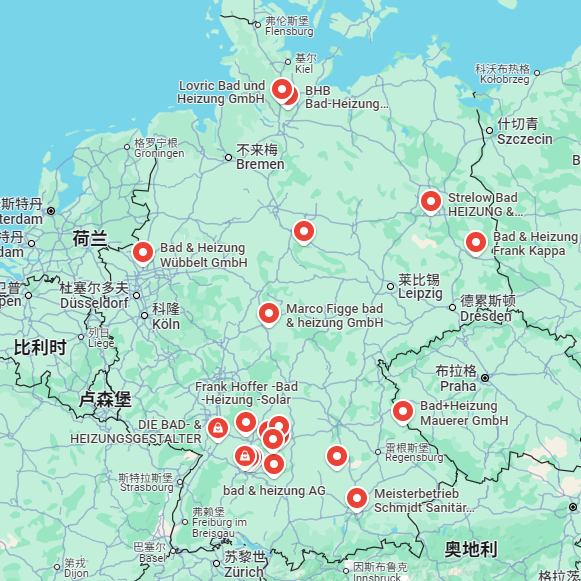 弗伦斯堡
Flensburg
基尔
Kiel
科沃布热格
Kołobrzeg
Lovric Bad und
Heizung GmbH
BHB
Bad-Heizung...
什切青
Szczecin
格罗宁根
Groningen
不来梅
Bremen
B
斯特丹
terdam
Strelow Bad
HEIZUNG &...
特丹
dam
荷兰
Bad & Heizung
Wübbelt GmbH
Bad & Heizung
Frank Kappa
卫普
pen
杜塞尔多夫
Düsseldorf
莱比锡
Leipzig
德累斯顿
Dresden
科隆
Köln
Marco Figge bad
& heizung GmbH
列日
Liège
比利时
布拉格
Praha
卢森堡
Frank Hoffer -Bad
-Heizung -Solar
Bad+Heizung
Mauerer GmbH
DIE BAD- &
HEIZUNGSGESTALTER
雷根斯堡
Regensburg
斯特拉斯堡
Strasbourg
bad & heizung AG
Meisterbetrieb
Schmidt Sanitär...
弗赖堡
Freiburg im
Breisgau
巴塞尔
Basel
苏黎世
Zürich
奥地利
第戎
Dijon
因斯布鲁克
Innsbruck
格拉茨